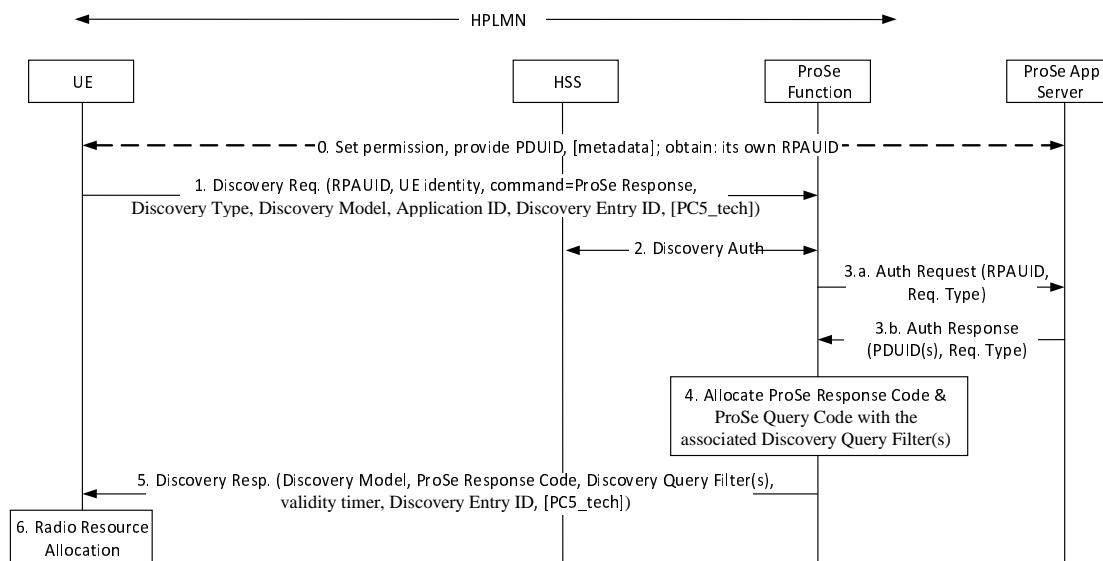 HPLMN
UE
HSS
ProSe
Function
ProSe App
Server
0. Set permission, provide PDUID, [metadata]; obtain: its own RPAUID
1. Discovery Req. (RPAUID, UE identity, command=ProSe Response,
Discovery Type, Discovery Model, Application ID, Discovery Entry ID, [PC5_tech])
2. Discovery Auth
3.a. Auth Request (RPAUID,
Req. Type)
3.b. Auth Response
(PDUID(s), Req. Type)
4. Allocate ProSe Response Code &
ProSe Query Code with the
associated Discovery Query Filter(s)
5. Discovery Resp. (Discovery Model, ProSe Response Code, Discovery Query Filter(s),
validity timer, Discovery Entry ID, [PC5_tech])
6. Radio Resource
Allocation